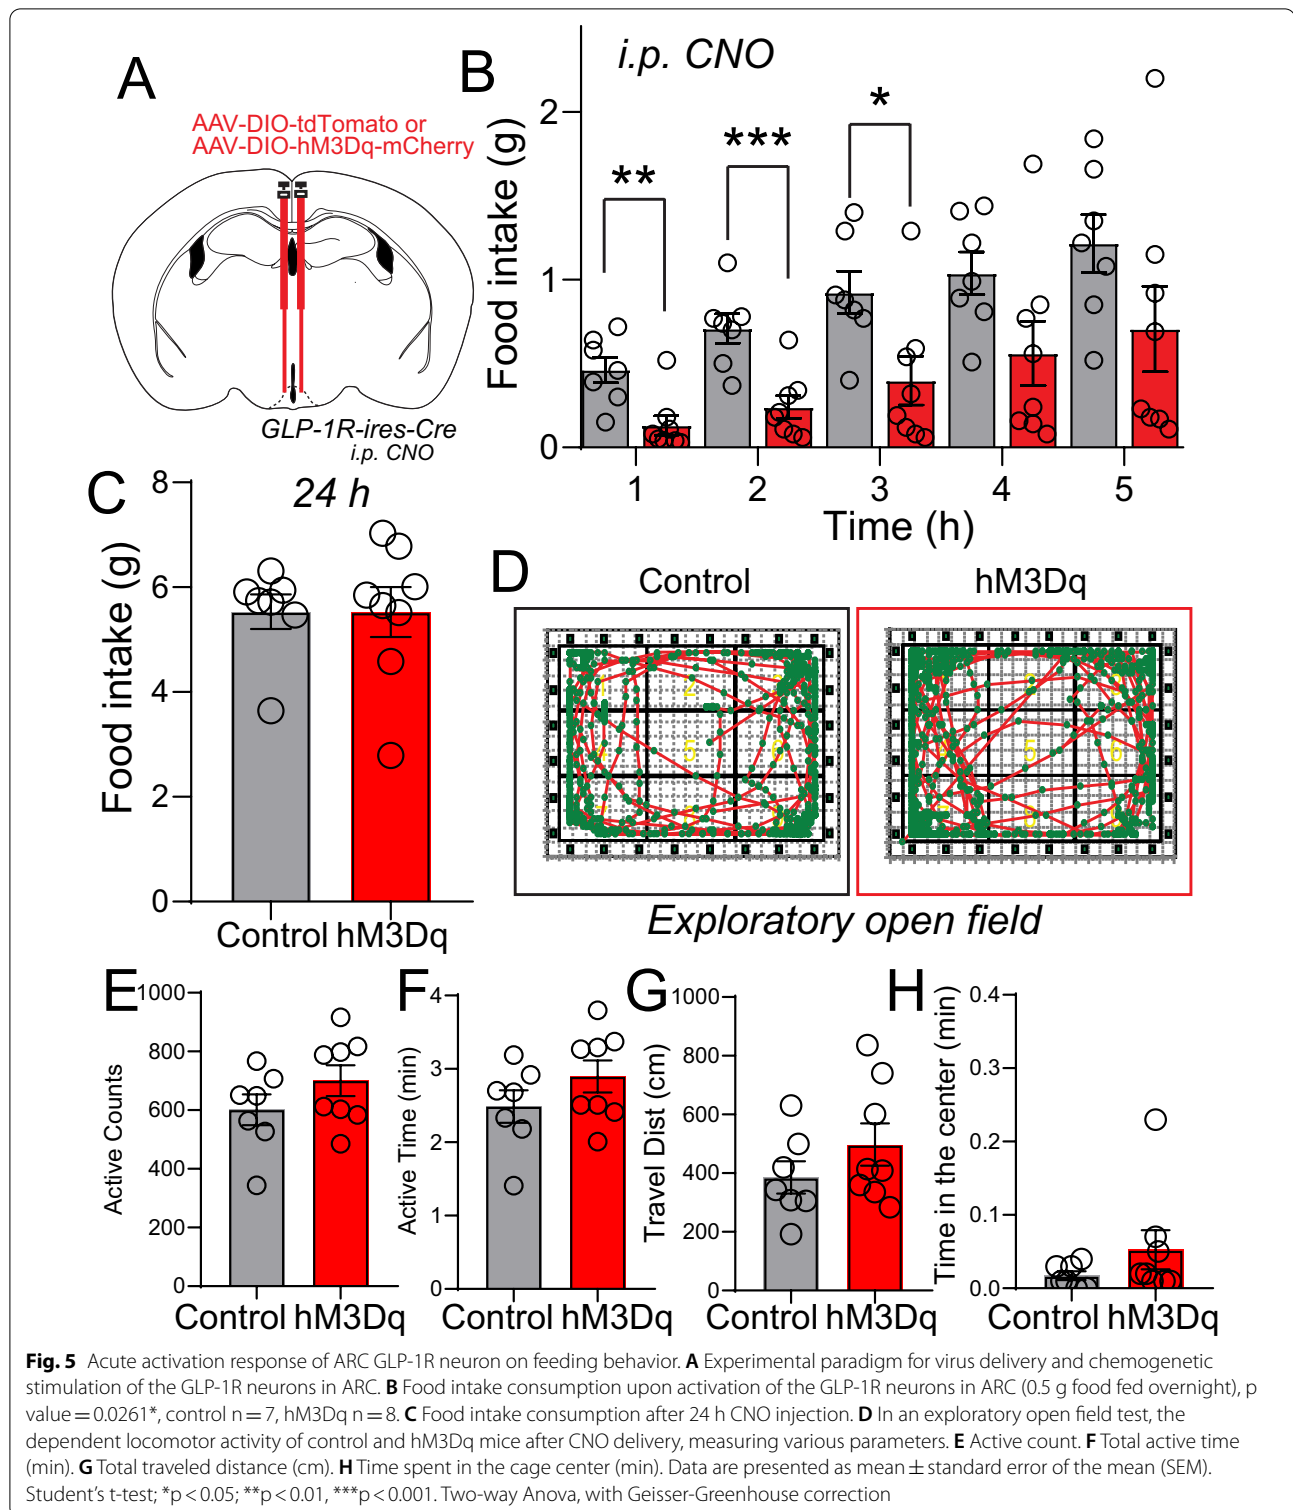 A
AAV-DIO-tdTomato or
AAV-DIO-hM3Dq-mCherry
GLP-1R-ires-Cre
i.p. CNO
B
i.p. CNO
Food intake (g)
2
1
0
**
***
*
1 2 3 4 5
Time (h)
C
24 h
Food intake (g)
8
6
4
2
0
Control hM3Dq
D
Control hM3Dq
2
5
6
5
6
Exploratory open field
E
Active Counts
1000
800
600
400
200
0
Control hM3Dq
F
Active Time (min)
4
3
2
1
0
Control hM3Dq
G
Travel Dist (cm)
1000
800
600
400
200
0
Control hM3Dq
H
Time in the center (min)
0.4
0.3
0.2
0.1
0.0
Control hM3Dq
Fig. 5 Acute activation response of ARC GLP-1R neuron on feeding behavior. A Experimental paradigm for virus delivery and chemogenetic
stimulation of the GLP-1R neurons in ARC. B Food intake consumption upon activation of the GLP-1R neurons in ARC (0.5 g food fed overnight), p
value = 0.0261*, control n = 7, hM3Dq n = 8. C Food intake consumption after 24 h CNO injection. D In an exploratory open field test, the
dependent locomotor activity of control and hM3Dq mice after CNO delivery, measuring various parameters. E Active count. F Total active time
(min). G Total traveled distance (cm). H Time spent in the cage center (min). Data are presented as mean ± standard error of the mean (SEM).
Student's t-test; *p < 0.05; **p < 0.01, ***p < 0.001. Two-way Anova, with Geisser-Greenhouse correction